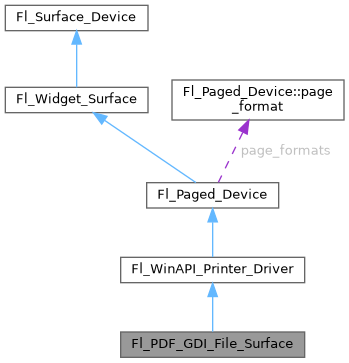 Fl_Surface_Device
Fl_Widget_Surface
Fl_Paged_Device::page
_format
page_formats
Fl_Paged_Device
Fl_WinAPI_Printer_Driver
Fl_PDF_GDI_File_Surface